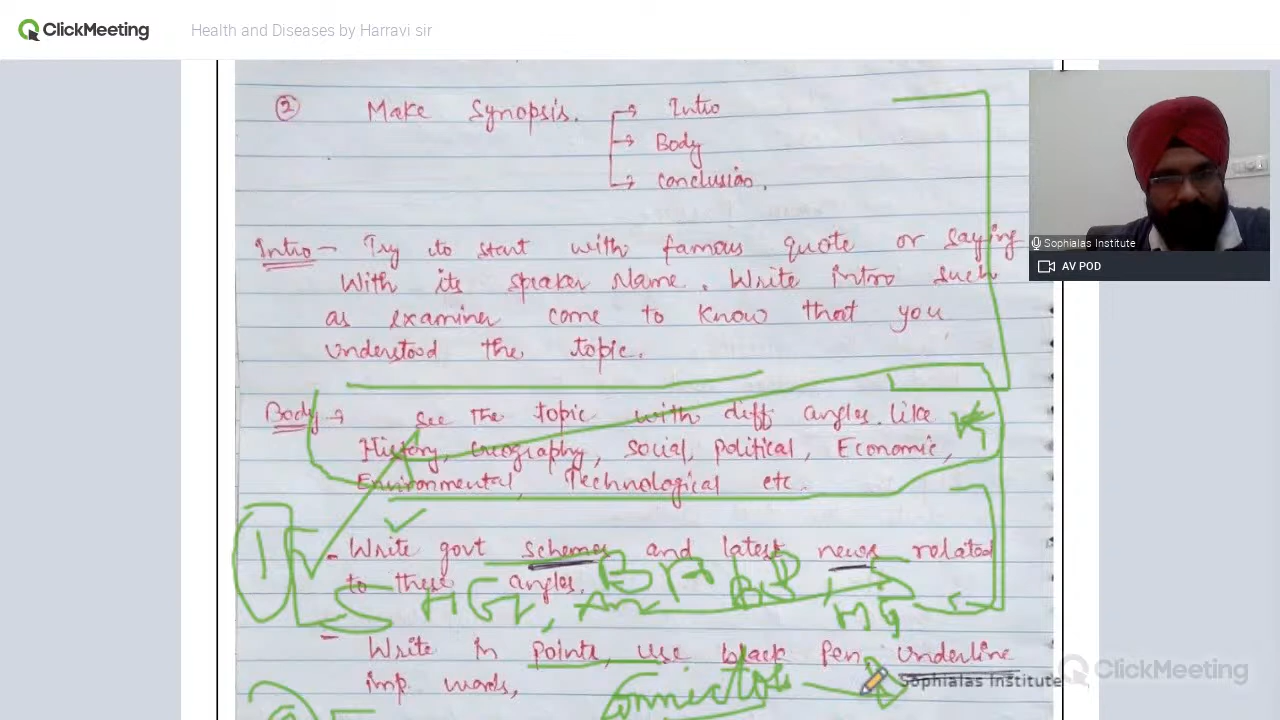 ClickMeeting
Health and Diseases by Harravi sir
② Make Synopsis. → Intro
→ Body
→ Conclusion.
Intro - Try to start with famous quote or saying
With its speaker Name. Write intro such
as examiner come to know that you
understood the topic.
Body → See the topic with diff angles like
History, Geography, Social, political, Economic,
Environmental, Technological etc.
- Write govt schemes and latest news related
to these angles.
SHG,
- Write in points, use black pen underline
imp words,
Connectors
Sophialas Institute
AV POD
Sophialas Institute
ClickMeeting